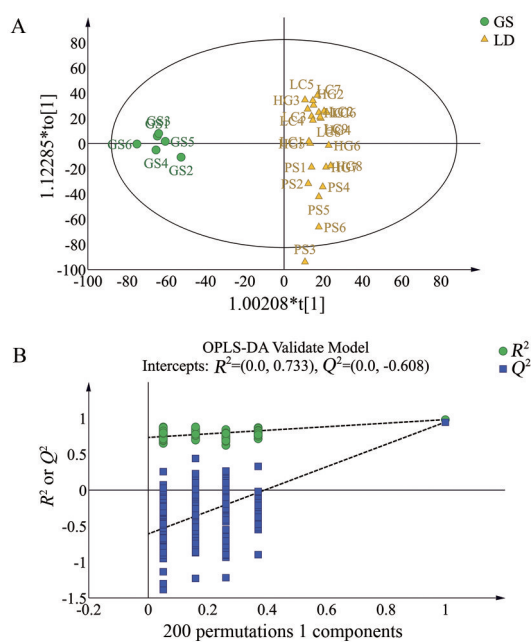 A
GS
LD
1.12285*to[1]
80
60
40
20
0
-20
-40
-60
-80
-100
GS3
GS1
GS6
GS5
GS4
GS2
LC5
LC7
HG3
HG2
LC4
LC1
HG6
PS1
HG8
PS2
PS4
PS5
PS6
PS3
-100 -80 -60 -40 -20 0 20 40 60 80
1.00208*t[1]
B
OPLS-DA Validate Model
Intercepts: R²=(0.0, 0.733), Q²=(0.0, -0.608)
R²
Q²
R² or Q²
1
0.5
0
-0.5
-1
-1.5
-0.2 0 0.2 0.4 0.6 0.8 1
200 permutations 1 components